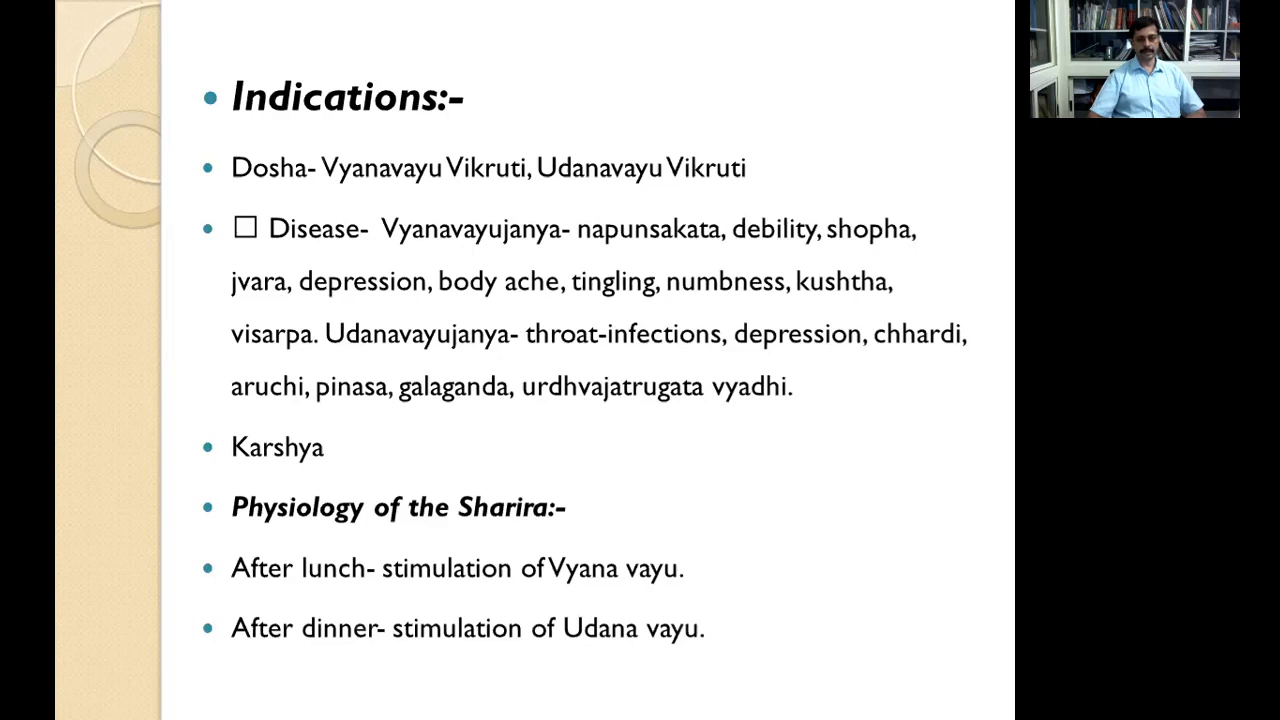 Indications:-
Dosha- Vyanavayu Vikruti, Udanavayu Vikruti
□ Disease- Vyanavayujanya- napunsakata, debility, shopha,
jvara, depression, body ache, tingling, numbness, kushtha,
visarpa. Udanavayujanya- throat-infections, depression, chhardi,
aruchi, pinasa, galaganda, urdhvajatrugata vyadhi.
Karshya
Physiology of the Sharira:-
After lunch- stimulation of Vyana vayu.
After dinner- stimulation of Udana vayu.